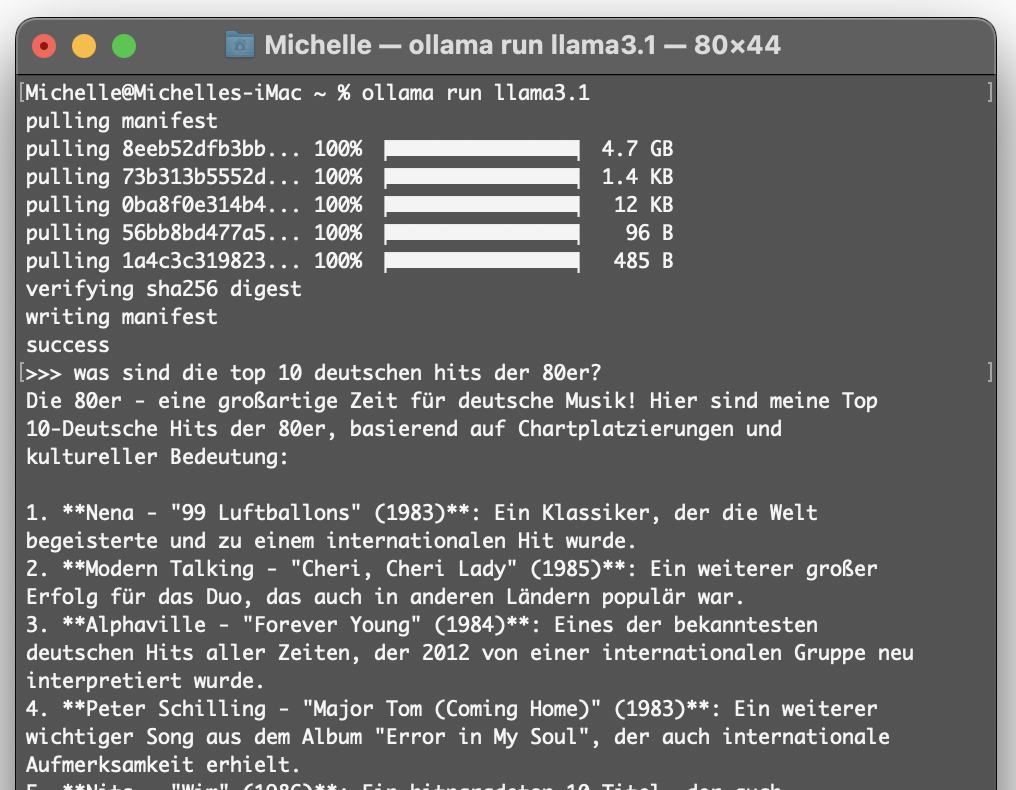 Michelle — ollama run llama3.1 — 80×44
[Michelle@Michelles-iMac ~ % ollama run llama3.1 ]
pulling manifest
pulling 8eeb52dfb3bb... 100% 4.7 GB
pulling 73b313b5552d... 100% 1.4 KB
pulling 0ba8f0e314b4... 100% 12 KB
pulling 56bb8bd477a5... 100% 96 B
pulling 1a4c3c319823... 100% 485 B
verifying sha256 digest
writing manifest
success
[>>> was sind die top 10 deutschen hits der 80er? ]
Die 80er - eine großartige Zeit für deutsche Musik! Hier sind meine Top
10-Deutsche Hits der 80er, basierend auf Chartplatzierungen und
kultureller Bedeutung:
1. **Nena - "99 Luftballons" (1983)**: Ein Klassiker, der die Welt
begeisterte und zu einem internationalen Hit wurde.
2. **Modern Talking - "Cheri, Cheri Lady" (1985)**: Ein weiterer großer
Erfolg für das Duo, das auch in anderen Ländern populär war.
3. **Alphaville - "Forever Young" (1984)**: Eines der bekanntesten
deutschen Hits aller Zeiten, der 2012 von einer internationalen Gruppe neu
interpretiert wurde.
4. **Peter Schilling - "Major Tom (Coming Home)" (1983)**: Ein weiterer
wichtiger Song aus dem Album "Error in My Soul", der auch internationale
Aufmerksamkeit erhielt.